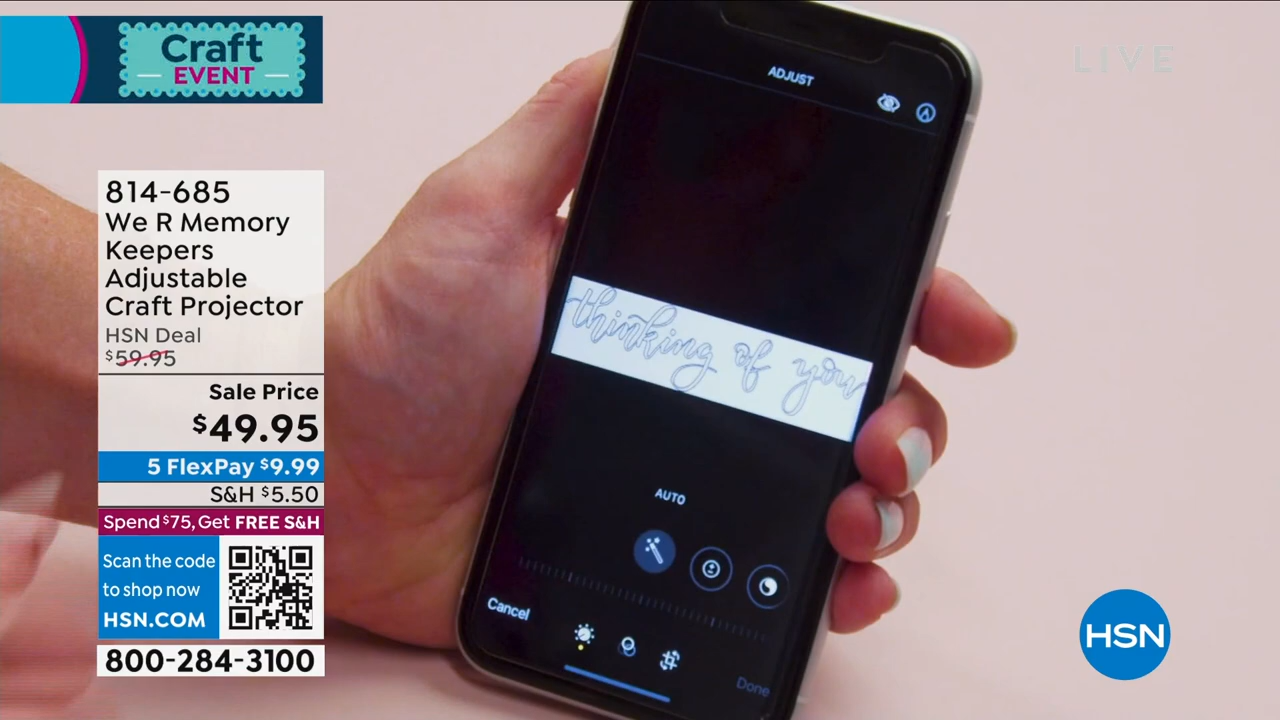 Craft
EVENT
LIVE
814-685
We R Memory
Keepers
Adjustable
Craft Projector
HSN Deal
$59.95
Sale Price
$49.95
5 FlexPay $9.99
S&H $5.50
Spend $75, Get FREE S&H
Scan the code
to shop now
HSN.COM
800-284-3100
ADJUST
thinking of you
AUTO
Cancel
Done
HSN